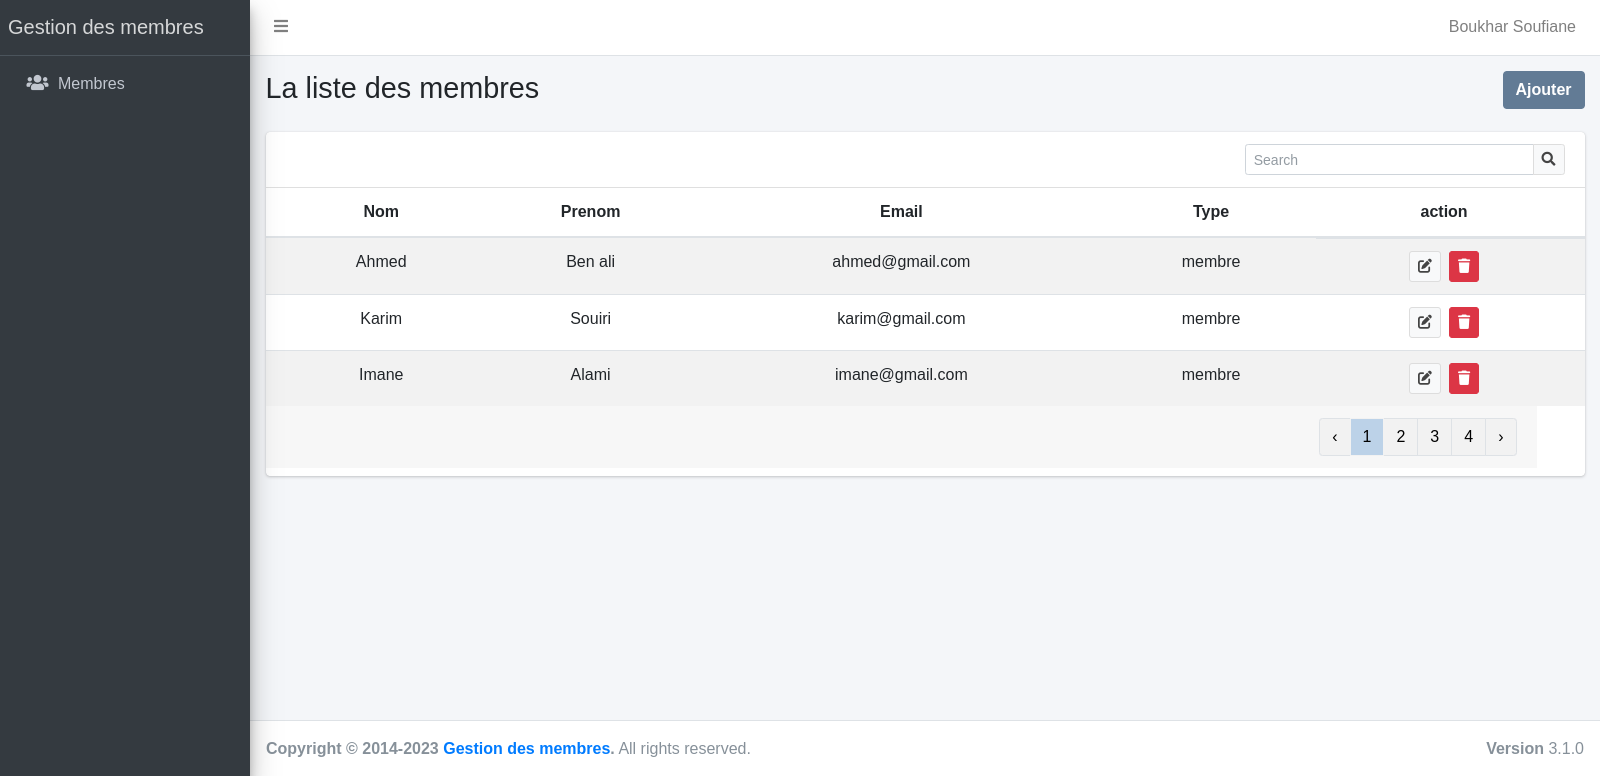 Gestion des membres
Boukhar Soufiane
Membres
La liste des membres
Ajouter
Search
Nom Prenom Email Type action
Ahmed Ben ali ahmed@gmail.com membre
Karim Souiri karim@gmail.com membre
Imane Alami imane@gmail.com membre
‹ 1 2 3 4 ›
Copyright © 2014-2023 Gestion des membres. All rights reserved.
Version 3.1.0